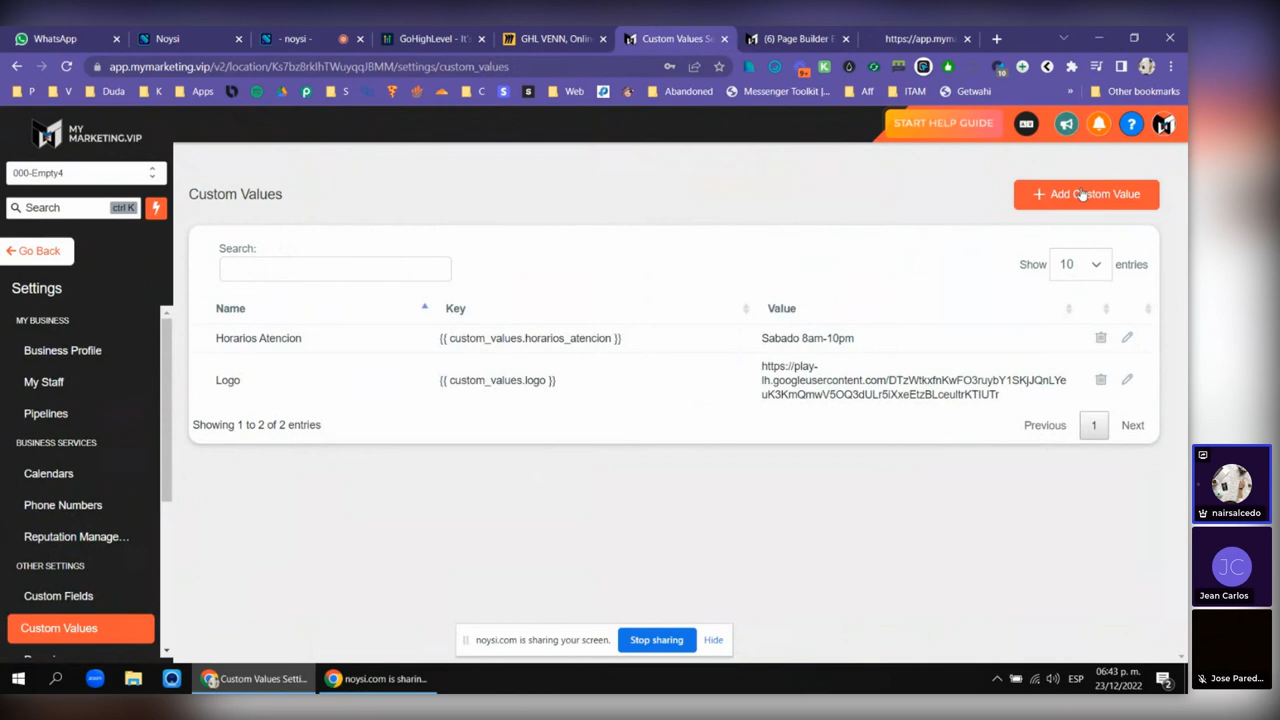 WhatsApp
Noysi
- noysi -
GoHighLevel - It's
GHL VENN, Onlin
Custom Values S
(6) Page Builder E
https://app.mym
app.mymarketing.vip/v2/location/Ks7bz8rkIhTWuyqqJ8MM/settings/custom_values
9+
10
P
V
Duda
K
Apps
S
C
Web
Abandoned
Messenger Toolkit |...
Aff
ITAM
Getwahi
»
Other bookmarks
MY
MARKETING.VIP
START HELP GUIDE
000-Empty4
Search
ctrl K
Go Back
Settings
MY BUSINESS
Business Profile
My Staff
Pipelines
BUSINESS SERVICES
Calendars
Phone Numbers
Reputation Manage...
OTHER SETTINGS
Custom Fields
Custom Values
Custom Values
+ Add Custom Value
Search:
Show 10 entries
Name Key Value
Horarios Atencion {{ custom_values.horarios_atencion }} Sabado 8am-10pm
https://play-
Logo {{ custom_values.logo }} lh.googleusercontent.com/DTzWtkxfnKwFO3ruybY1SKjJQnLYe
uK3KmQmwV5OQ3dULr5iXxeEtzBLceultrKTIUTr
Showing 1 to 2 of 2 entries
Previous 1 Next
noysi.com is sharing your screen.
Stop sharing
Hide
nairsalcedo
JC
Jean Carlos
Jose Pared...
Custom Values Setti...
noysi.com is sharin...
ESP
06:43 p. m.
23/12/2022
2